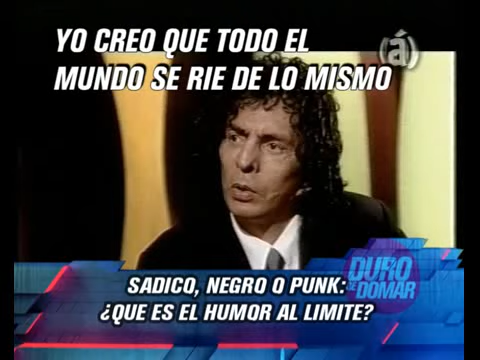 YO CREO QUE TODO EL
MUNDO SE RIE DE LO MISMO
(á)
DURO
DE DOMAR
SADICO, NEGRO O PUNK:
¿QUE ES EL HUMOR AL LIMITE?